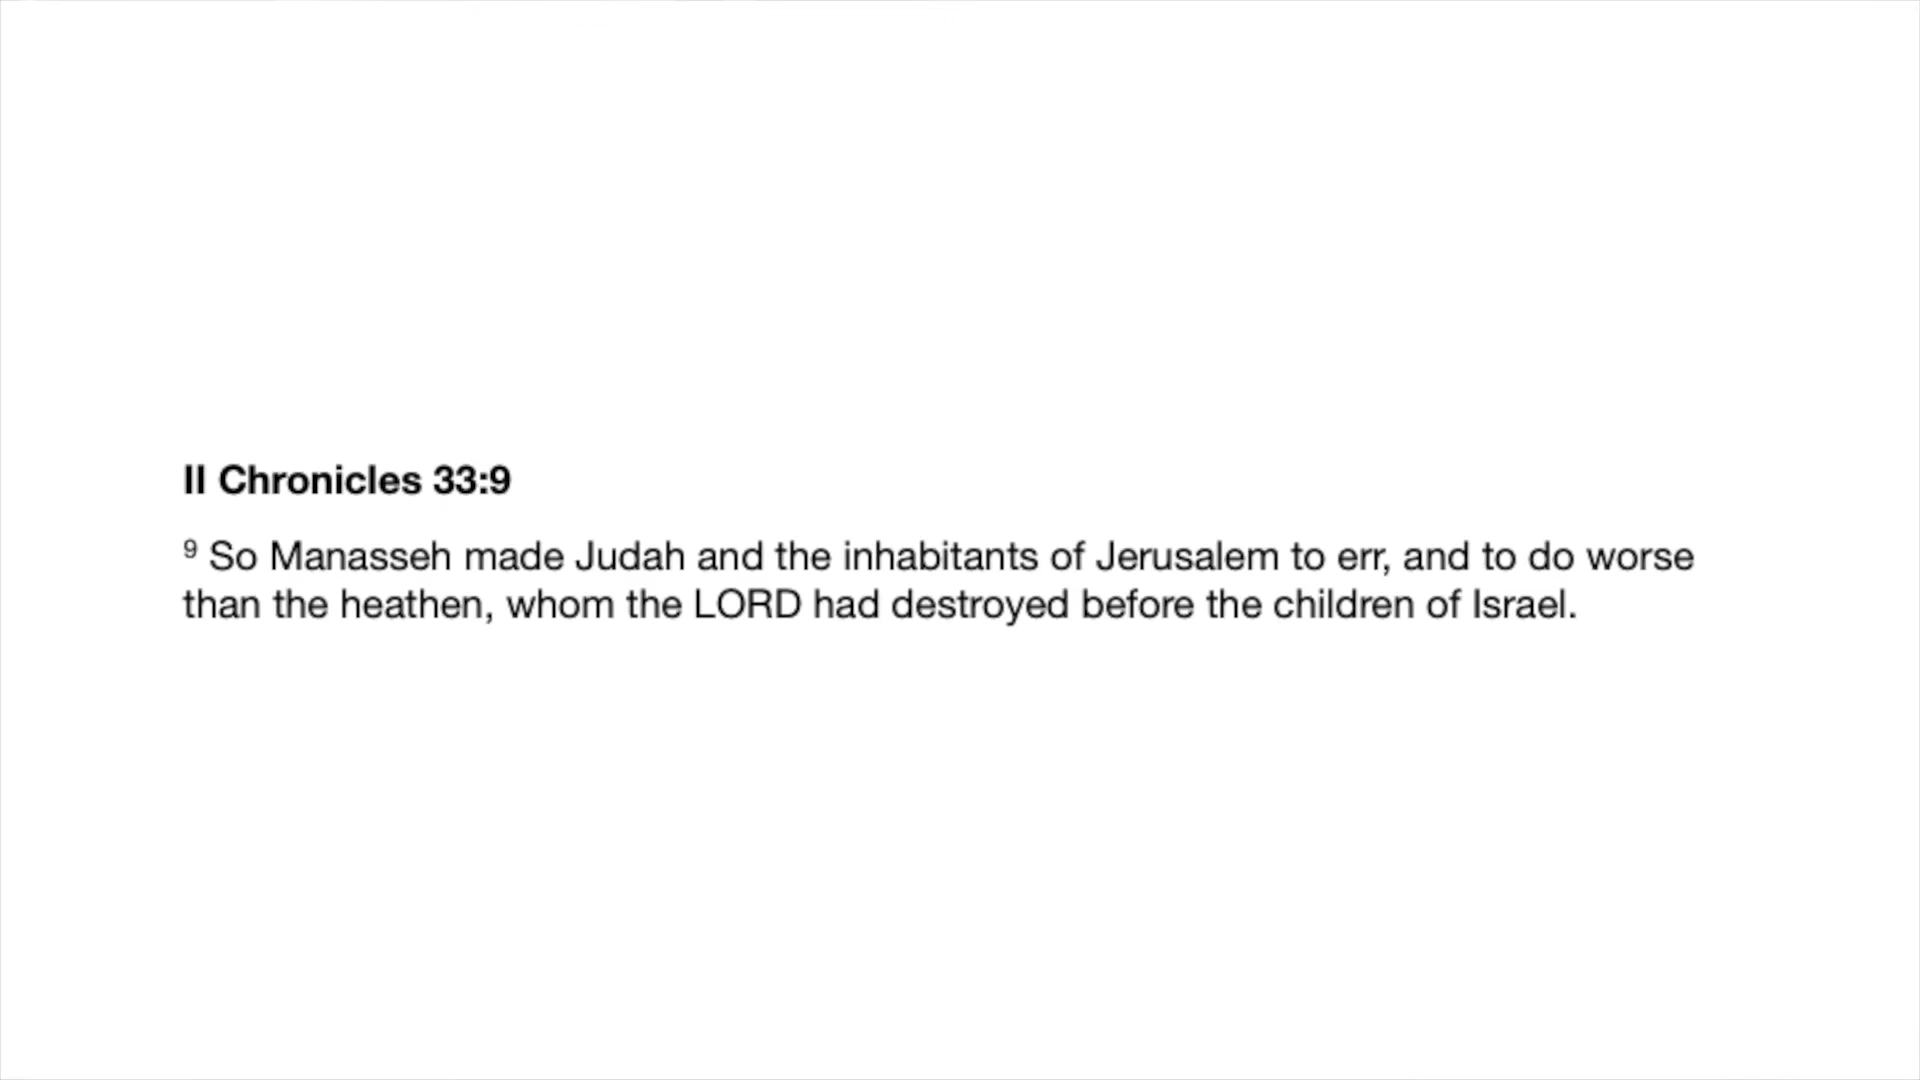 II Chronicles 33:9
9 So Manasseh made Judah and the inhabitants of Jerusalem to err, and to do worse
than the heathen, whom the LORD had destroyed before the children of Israel.